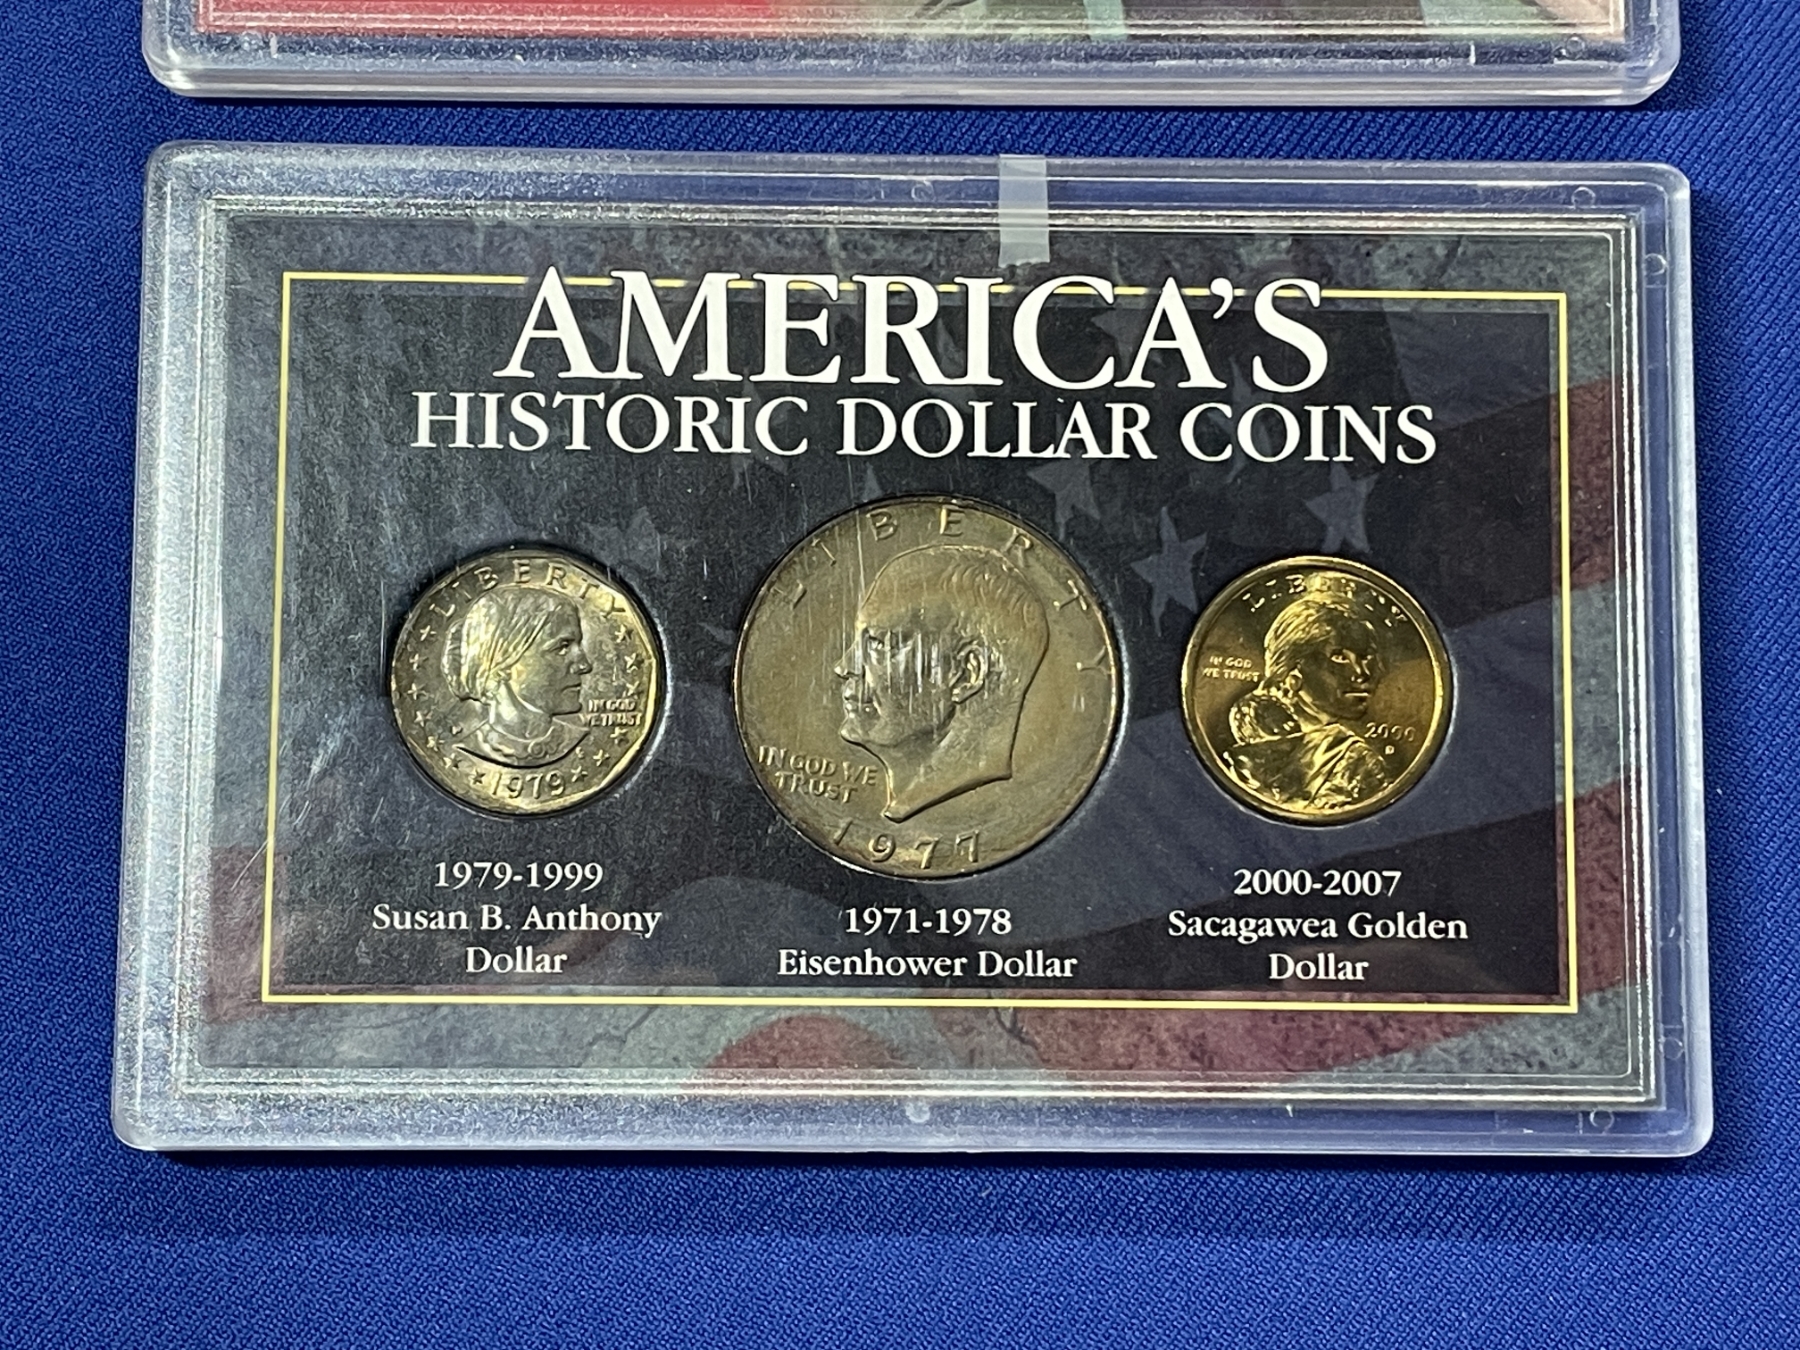 AMERICA'S
HISTORIC DOLLAR COINS
LIBERTY
IN GOD
WE TRUST
1979
1979-1999
Susan B. Anthony
Dollar
LIBERTY
IN GOD WE
TRUST
1977
1971-1978
Eisenhower Dollar
LIBERTY
IN GOD
WE TRUST
2000
D
2000-2007
Sacagawea Golden
Dollar